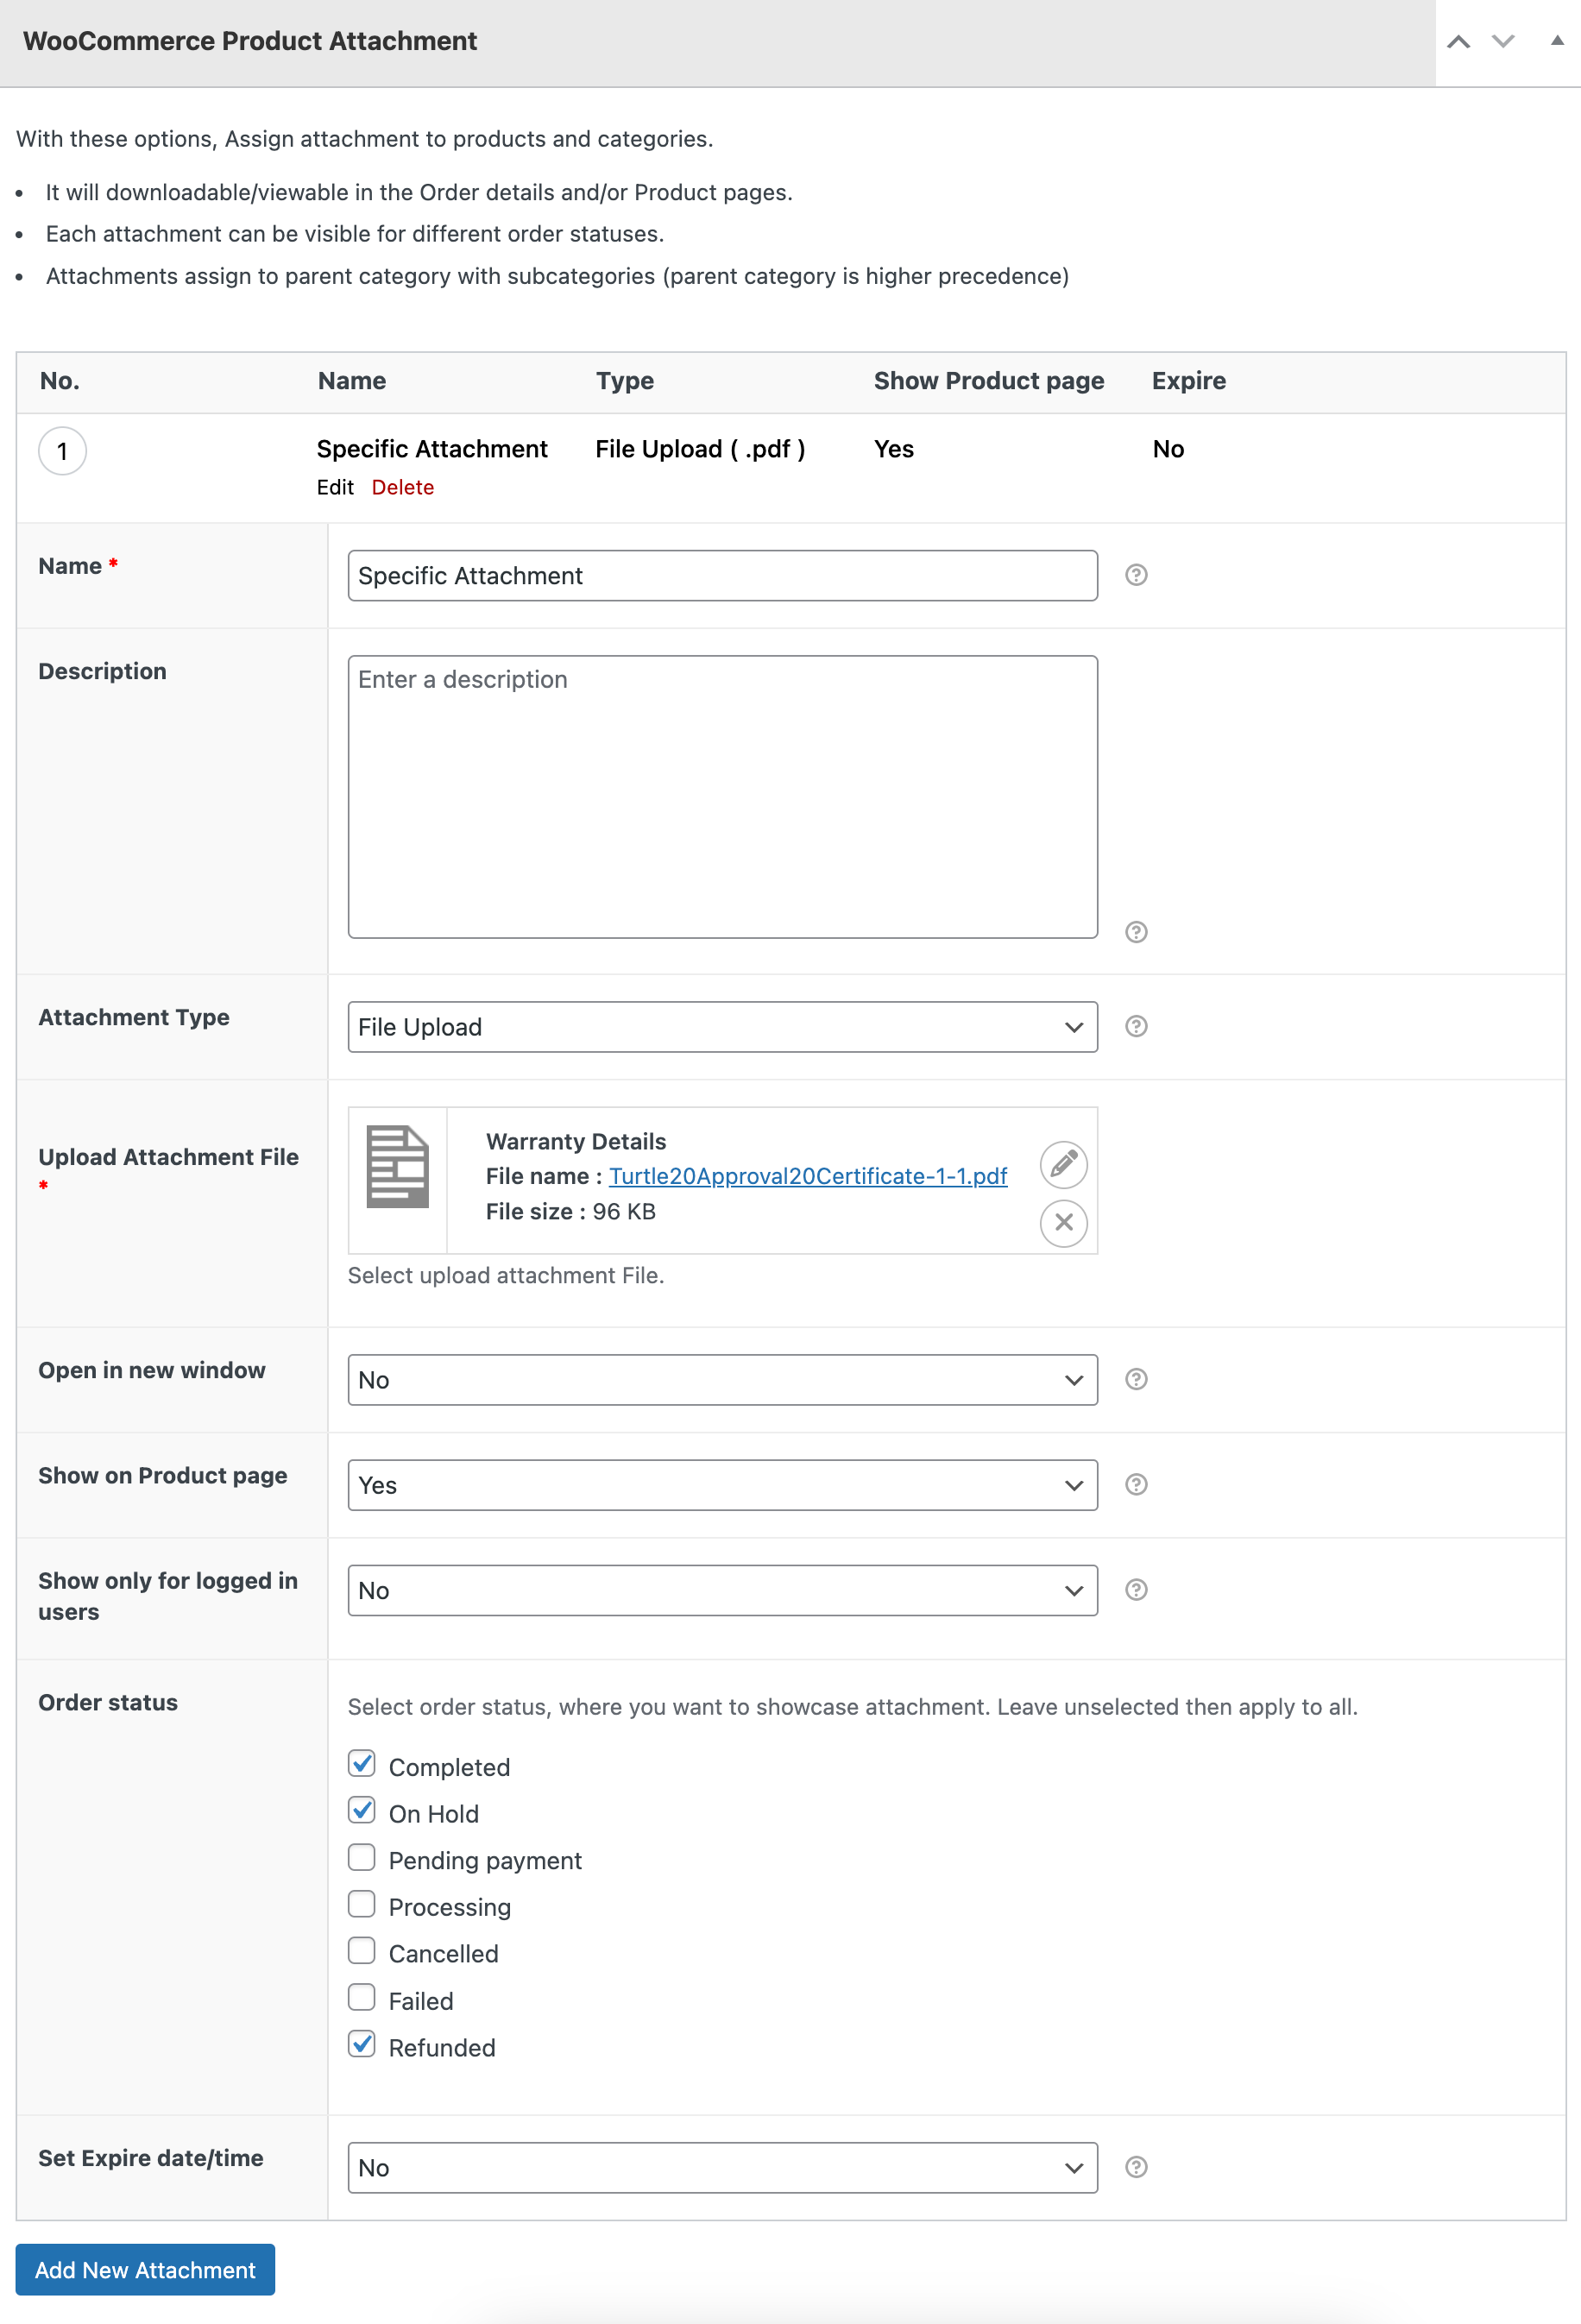 WooCommerce Product Attachment
With these options, Assign attachment to products and categories.
• It will downloadable/viewable in the Order details and/or Product pages.
• Each attachment can be visible for different order statuses.
• Attachments assign to parent category with subcategories (parent category is higher precedence)
No. Name Type Show Product page Expire
1 Specific Attachment File Upload ( .pdf ) Yes No
Edit Delete
Name * Specific Attachment
Description Enter a description
Attachment Type File Upload
Upload Attachment File *
Warranty Details
File name : Turtle20Approval20Certificate-1-1.pdf
File size : 96 KB
Select upload attachment File.
Open in new window No
Show on Product page Yes
Show only for logged in users No
Order status Select order status, where you want to showcase attachment. Leave unselected then apply to all.
Completed
On Hold
Pending payment
Processing
Cancelled
Failed
Refunded
Set Expire date/time No
Add New Attachment